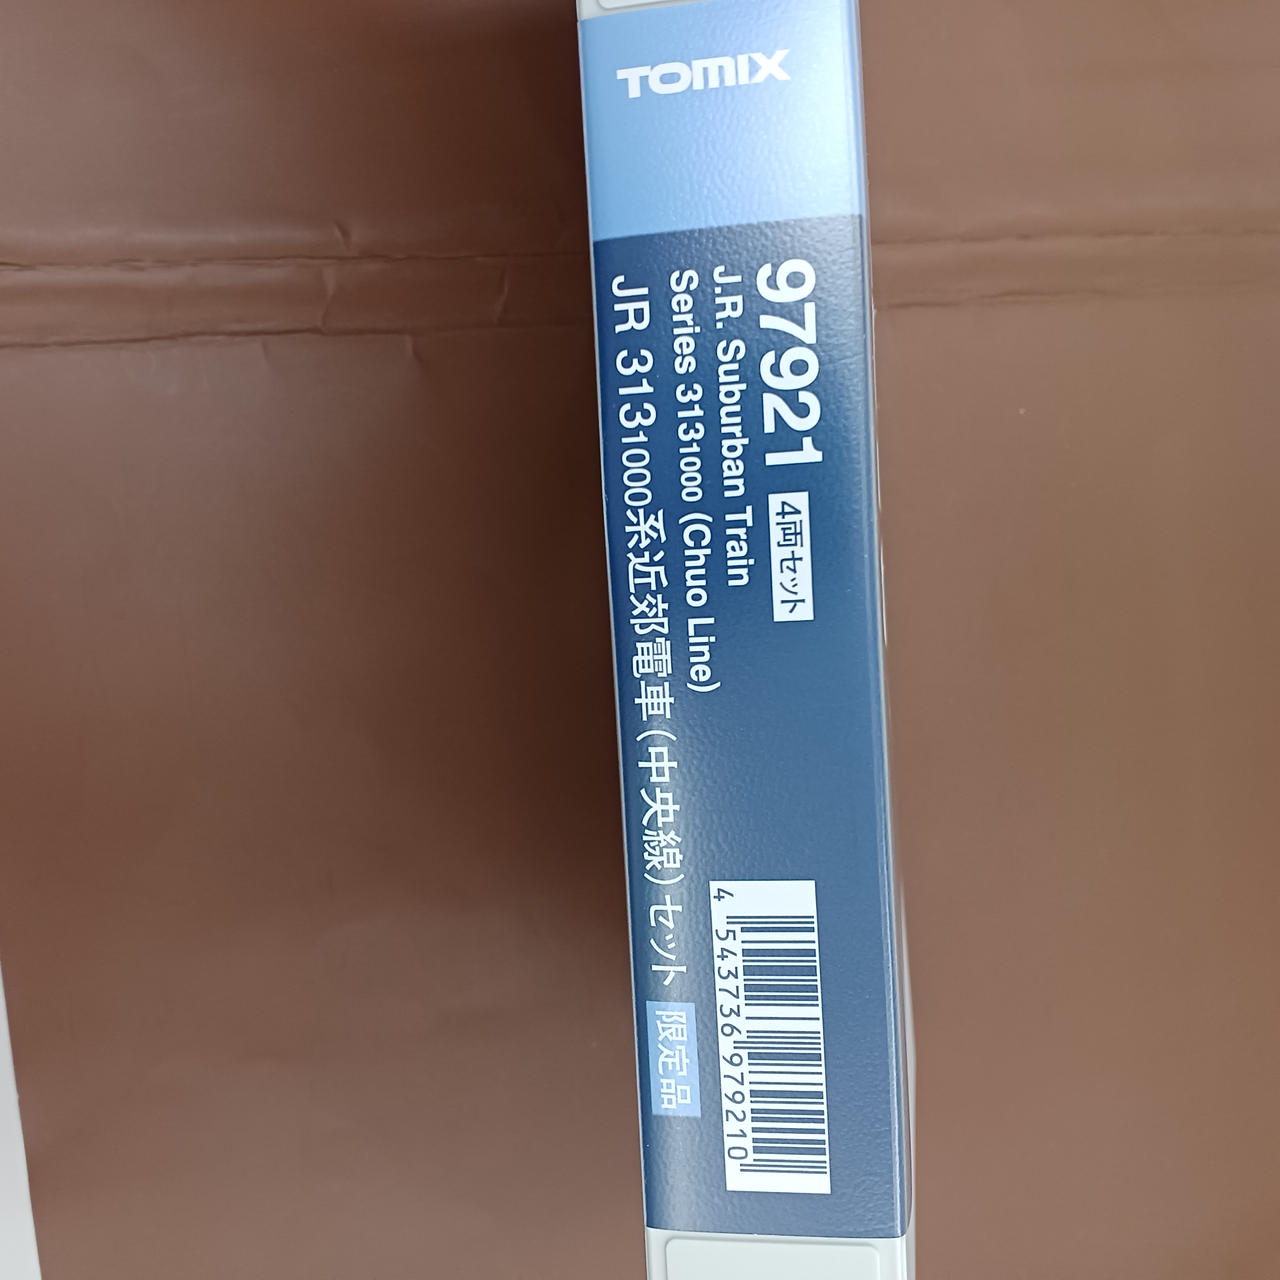 TOMIX
97921 4両セット
J.R. Suburban Train
Series 3131000 (Chuo Line)
JR 3131000系近郊電車(中央線)セット 限定品
4 543736 979210